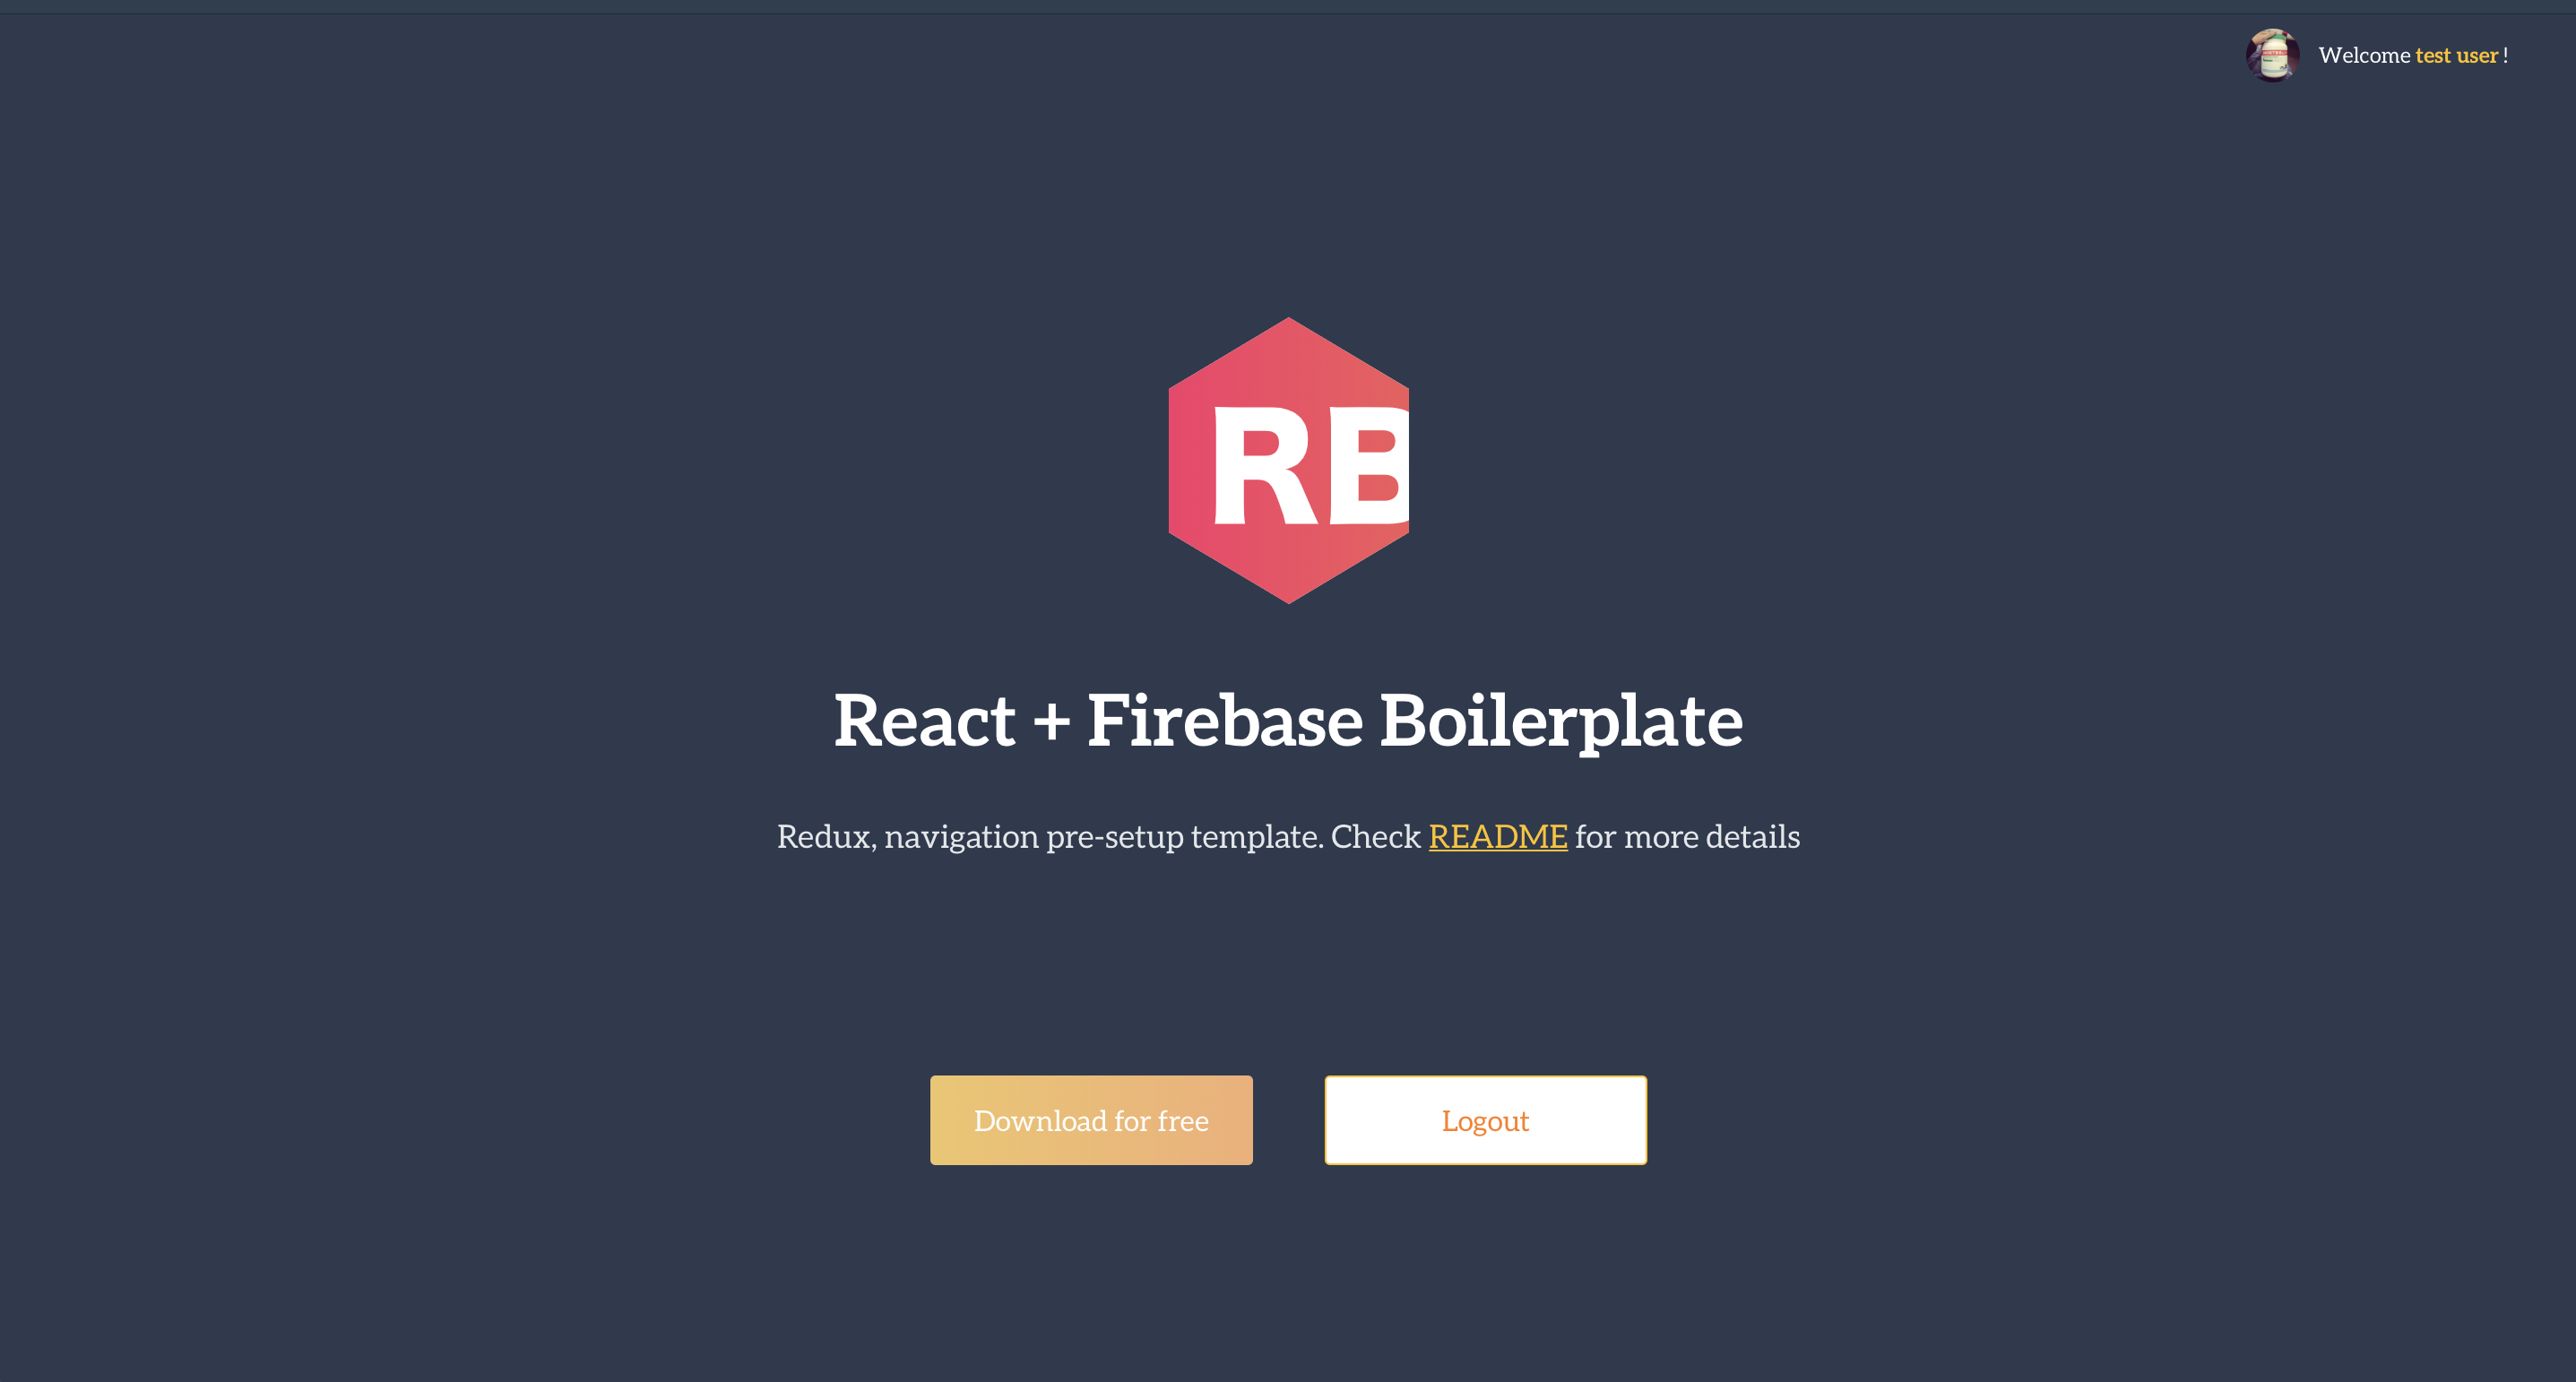 Welcome test user !
RB
React + Firebase Boilerplate
Redux, navigation pre-setup template. Check README for more details
Download for free
Logout